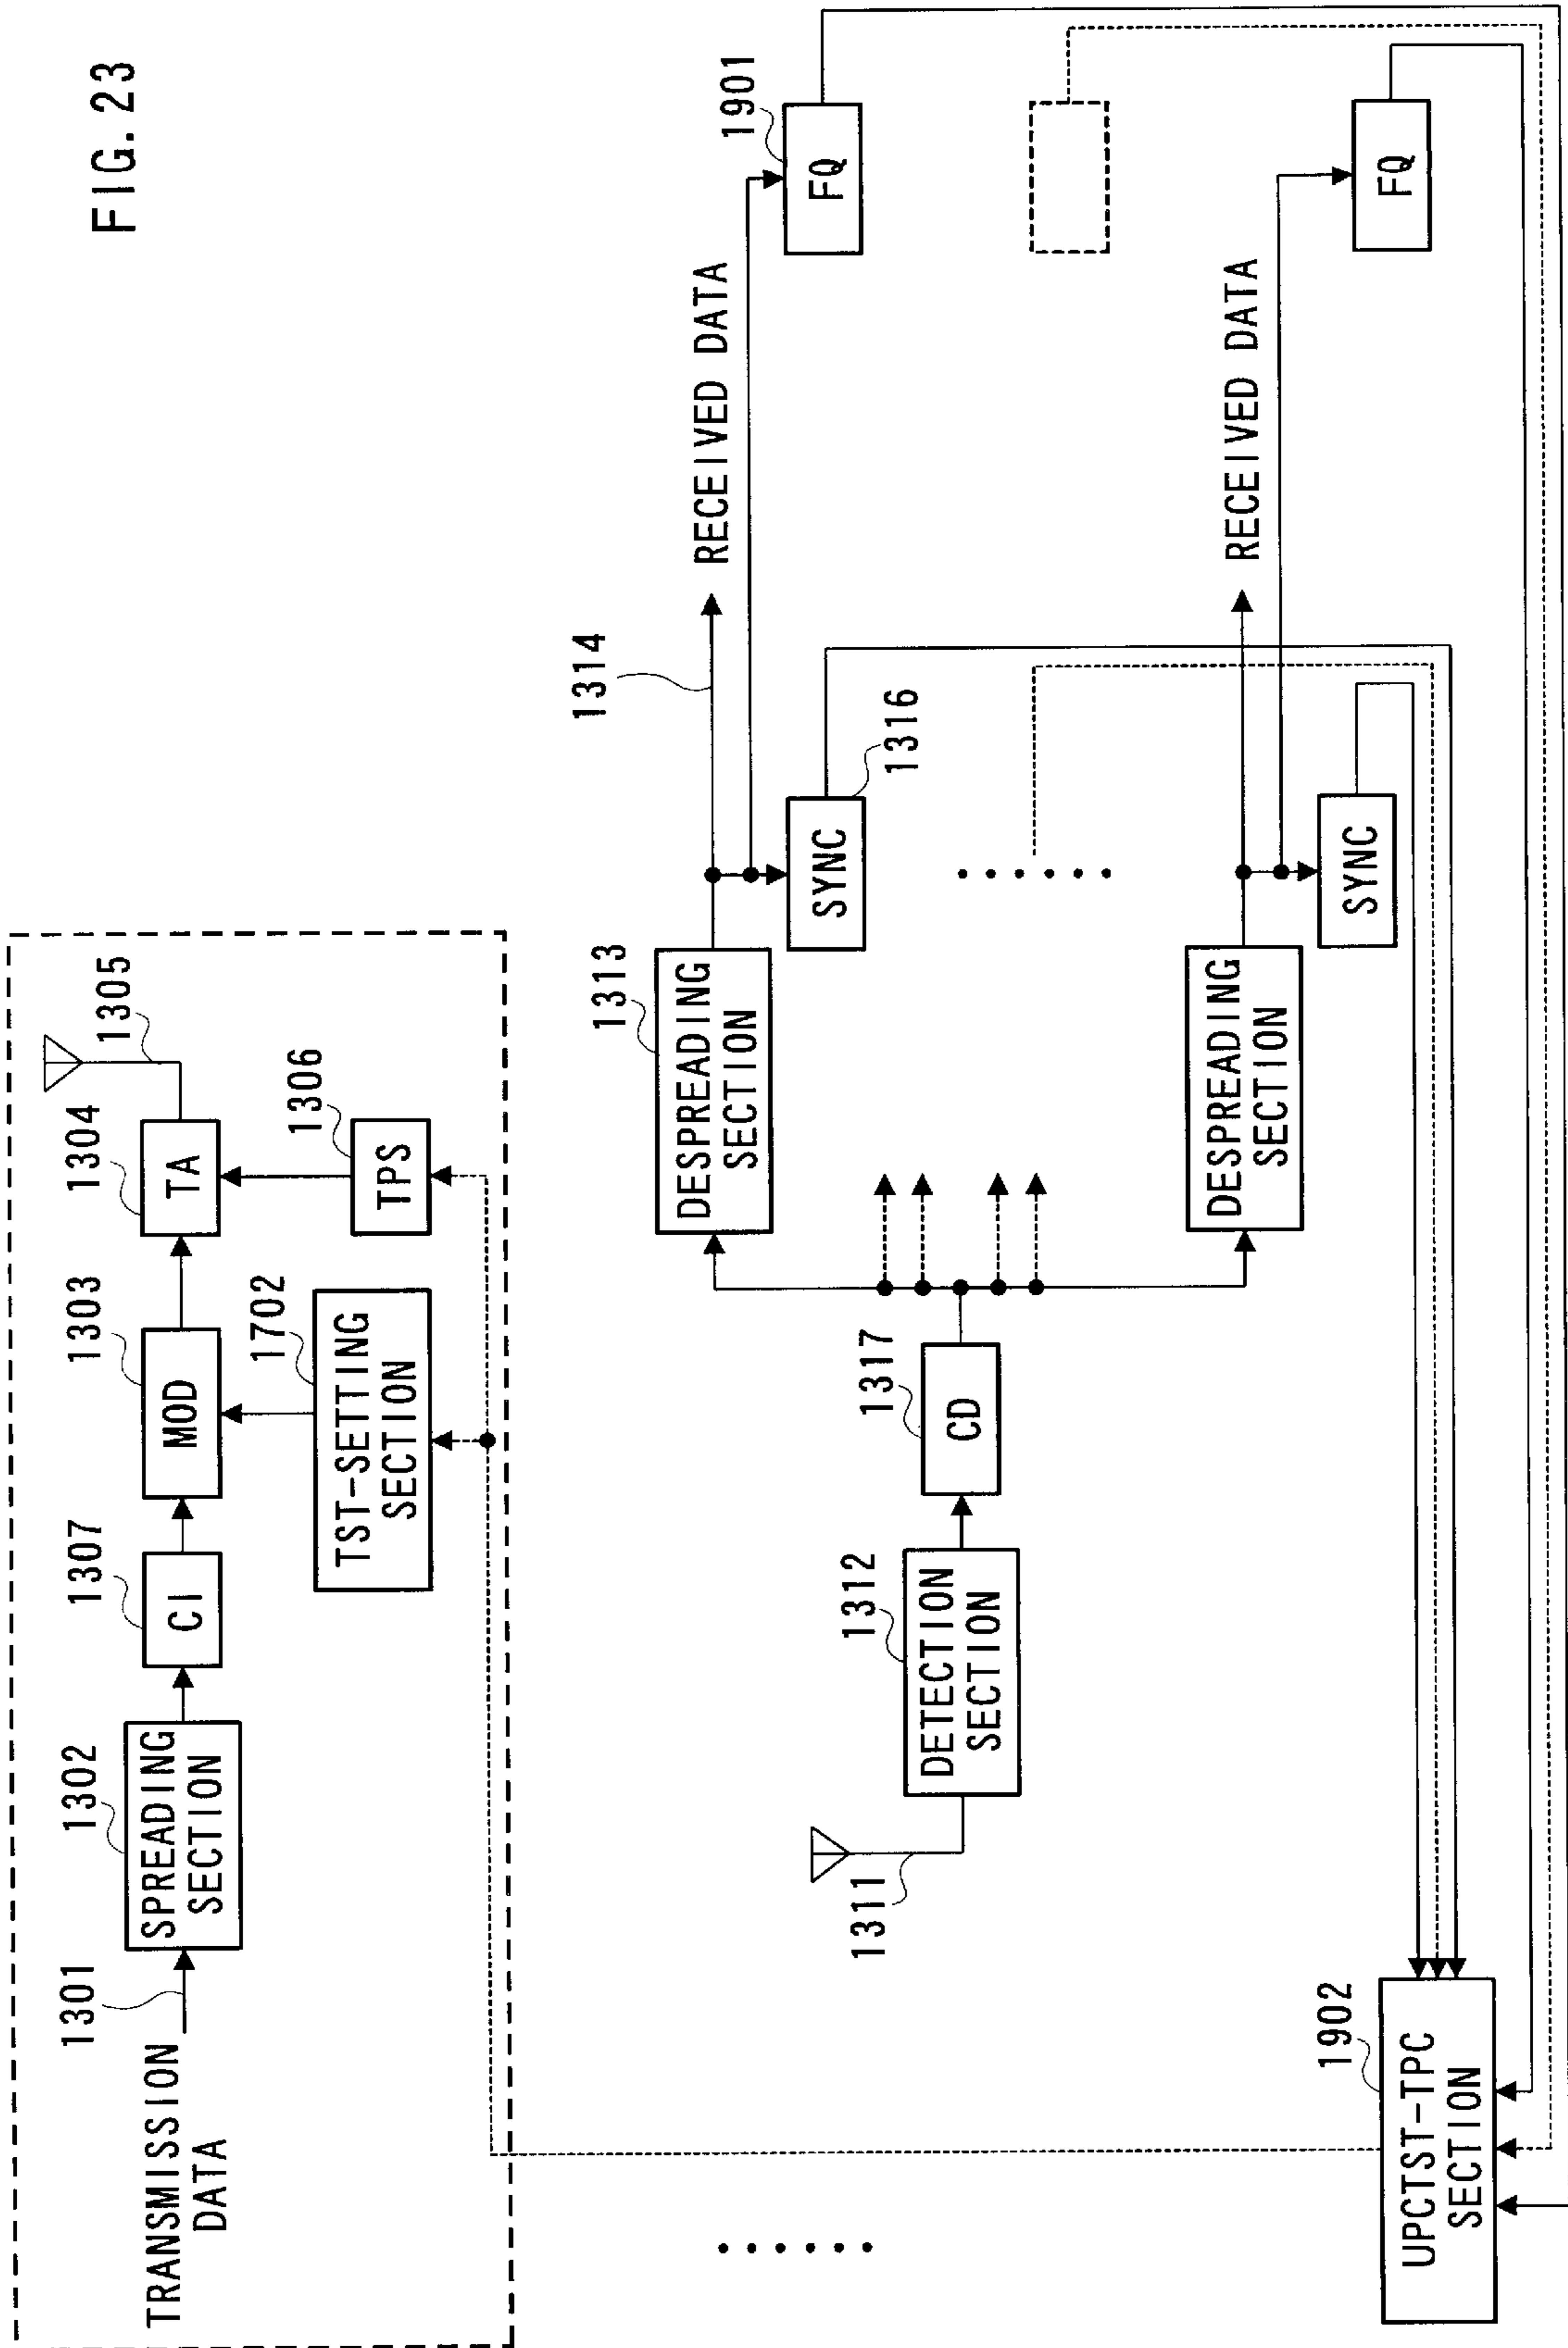 FIG. 23
TRANSMISSION
DATA
1301
1302
SPREADING
SECTION
1307
CI
1303
MOD
1304
TA
1305
1702
TST-SETTING
SECTION
1306
TPS
1311
1312
DETECTION
SECTION
1317
CD
1313
DESPREADING
SECTION
1314
RECEIVED DATA
1316
SYNC
1901
FQ
DESPREADING
SECTION
RECEIVED DATA
SYNC
FQ
1902
UPCTST-TPC
SECTION